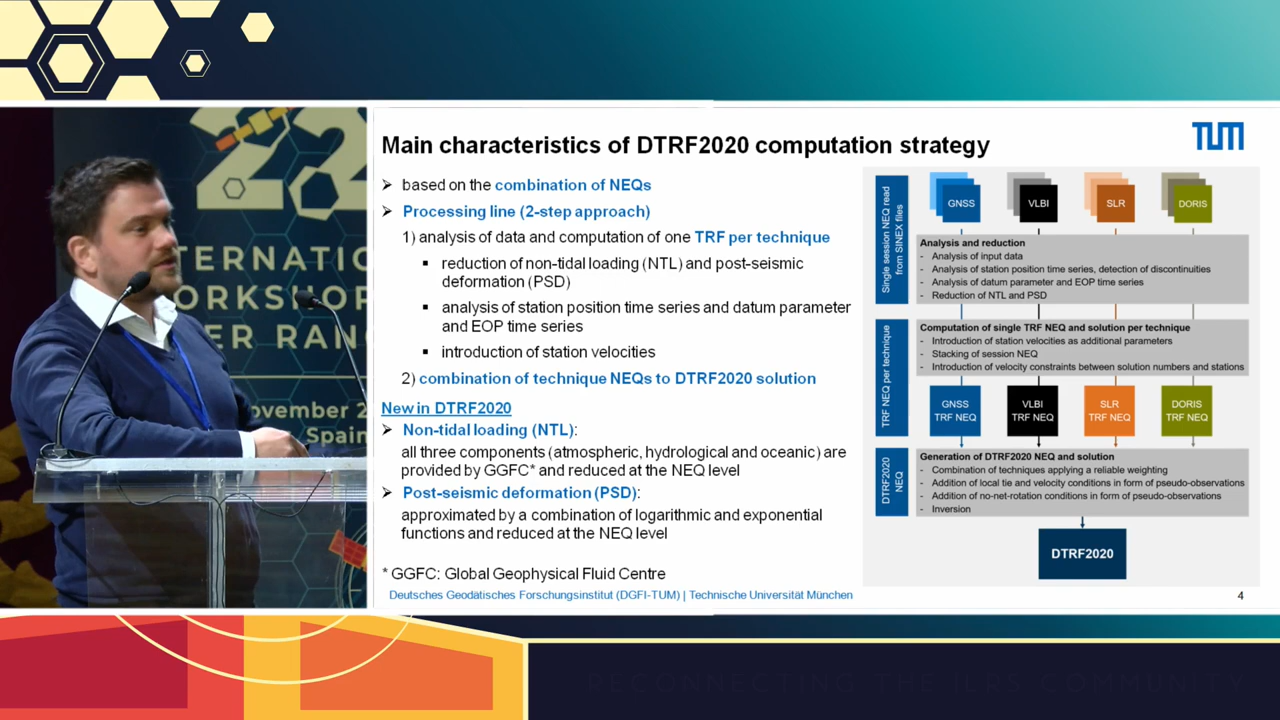 22
ERNATIO
ORKSHOP
ER RAN
ovember 2
Spain
Main characteristics of DTRF2020 computation strategy
TUM
➢ based on the combination of NEQs
➢ Processing line (2-step approach)
1) analysis of data and computation of one TRF per technique
▪ reduction of non-tidal loading (NTL) and post-seismic
deformation (PSD)
▪ analysis of station position time series and datum parameter
and EOP time series
▪ introduction of station velocities
2) combination of technique NEQs to DTRF2020 solution
New in DTRF2020
➢ Non-tidal loading (NTL):
all three components (atmospheric, hydrological and oceanic) are
provided by GGFC* and reduced at the NEQ level
➢ Post-seismic deformation (PSD):
approximated by a combination of logarithmic and exponential
functions and reduced at the NEQ level
* GGFC: Global Geophysical Fluid Centre
Single session NEQ read
from SINEX files
GNSS VLBI SLR DORIS
Analysis and reduction
- Analysis of input data
- Analysis of station position time series, detection of discontinuities
- Analysis of datum parameter and EOP time series
- Reduction of NTL and PSD
TRF NEQ per technique
Computation of single TRF NEQ and solution per technique
- Introduction of station velocities as additional parameters
- Stacking of session NEQ
- Introduction of velocity constraints between solution numbers and stations
GNSS VLBI SLR DORIS
TRF NEQ TRF NEQ TRF NEQ TRF NEQ
DTRF2020
NEQ
Generation of DTRF2020 NEQ and solution
- Combination of techniques applying a reliable weighting
- Addition of local tie and velocity conditions in form of pseudo-observations
- Addition of no-net-rotation conditions in form of pseudo-observations
- Inversion
DTRF2020
Deutsches Geodätisches Forschungsinstitut (DGFI-TUM) | Technische Universität München
4
RECONNECTING THE ILRS COMMUNITY